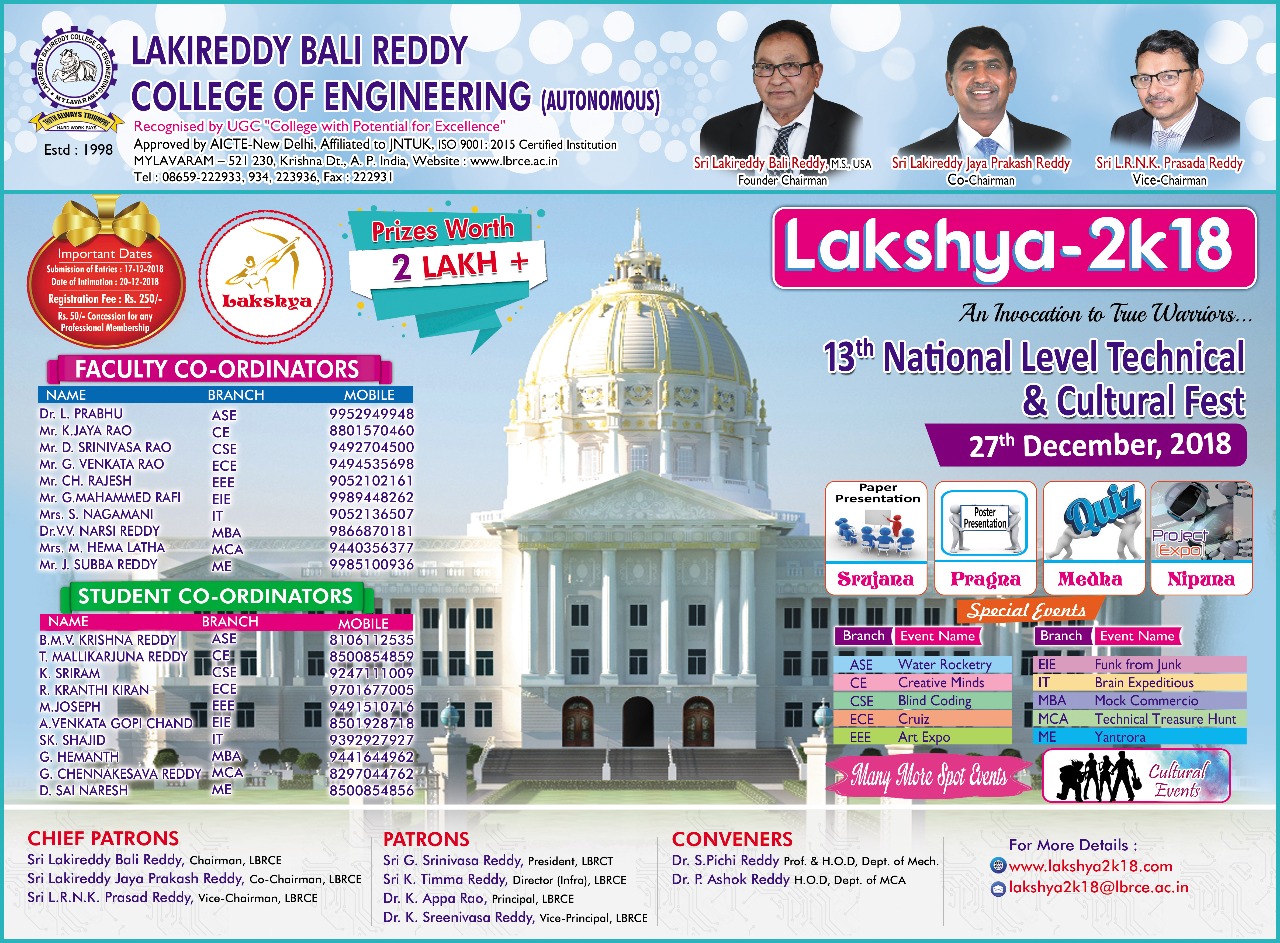 LAKIREDDY BALIREDDY COLLEGE OF ENGINEERING
MYLAVARAM
TRUTH ALWAYS TRIUMPHS
HARD WORK PAYS
Estd : 1998
LAKIREDDY BALI REDDY
COLLEGE OF ENGINEERING (AUTONOMOUS)
Recognised by UGC "College with Potential for Excellence"
Approved by AICTE-New Delhi, Affiliated to JNTUK, ISO 9001: 2015 Certified Institution
MYLAVARAM – 521 230, Krishna Dt., A. P. India, Website : www.lbrce.ac.in
Tel : 08659-222933, 934, 223936, Fax : 222931
Sri Lakireddy Bali Reddy, M.S., USA
Founder Chairman
Sri Lakireddy Jaya Prakash Reddy
Co-Chairman
Sri L.R.N.K. Prasada Reddy
Vice-Chairman
Important Dates
Submission of Entries : 17-12-2018
Date of Intimation : 20-12-2018
Registration Fee : Rs. 250/-
Rs. 50/- Concession for any
Professional Membership
Lakshya
Prizes Worth
2 LAKH +
Lakshya-2k18
An Invocation to True Warriors...
13th National Level Technical
& Cultural Fest
27th December, 2018
FACULTY CO-ORDINATORS
NAME BRANCH MOBILE
Dr. L. PRABHU ASE 9952949948
Mr. K.JAYA RAO CE 8801570460
Mr. D. SRINIVASA RAO CSE 9492704500
Mr. G. VENKATA RAO ECE 9494535698
Mr. CH. RAJESH EEE 9052102161
Mr. G.MAHAMMED RAFI EIE 9989448262
Mrs. S. NAGAMANI IT 9052136507
Dr.V.V. NARSI REDDY MBA 9866870181
Mrs. M. HEMA LATHA MCA 9440356377
Mr. J. SUBBA REDDY ME 9985100936
STUDENT CO-ORDINATORS
NAME BRANCH MOBILE
B.M.V. KRISHNA REDDY ASE 8106112535
T. MALLIKARJUNA REDDY CE 8500854859
K. SRIRAM CSE 9247111009
R. KRANTHI KIRAN ECE 9701677005
M.JOSEPH EEE 9491510716
A.VENKATA GOPI CHAND EIE 8501928718
SK. SHAJID IT 9392927927
G. HEMANTH MBA 9441644962
G. CHENNAKESAVA REDDY MCA 8297044762
D. SAI NARESH ME 8500854856
Paper
Presentation
Srujana
Poster
Presentation
Pragna
Quiz
Medha
Project
Expo
Nipuna
Special Events
Branch Event Name
ASE Water Rocketry
CE Creative Minds
CSE Blind Coding
ECE Cruiz
EEE Art Expo
Branch Event Name
EIE Funk from Junk
IT Brain Expeditious
MBA Mock Commercio
MCA Technical Treasure Hunt
ME Yantrora
Many More Spot Events
Cultural
Events
CHIEF PATRONS
Sri Lakireddy Bali Reddy, Chairman, LBRCE
Sri Lakireddy Jaya Prakash Reddy, Co-Chairman, LBRCE
Sri L.R.N.K. Prasad Reddy, Vice-Chairman, LBRCE
PATRONS
Sri G. Srinivasa Reddy, President, LBRCT
Sri K. Timma Reddy, Director (Infra), LBRCE
Dr. K. Appa Rao, Principal, LBRCE
Dr. K. Sreenivasa Reddy, Vice-Principal, LBRCE
CONVENERS
Dr. S.Pichi Reddy Prof. & H.O.D, Dept. of Mech.
Dr. P. Ashok Reddy H.O.D, Dept. of MCA
For More Details :
www.lakshya2k18.com
lakshya2k18@lbrce.ac.in